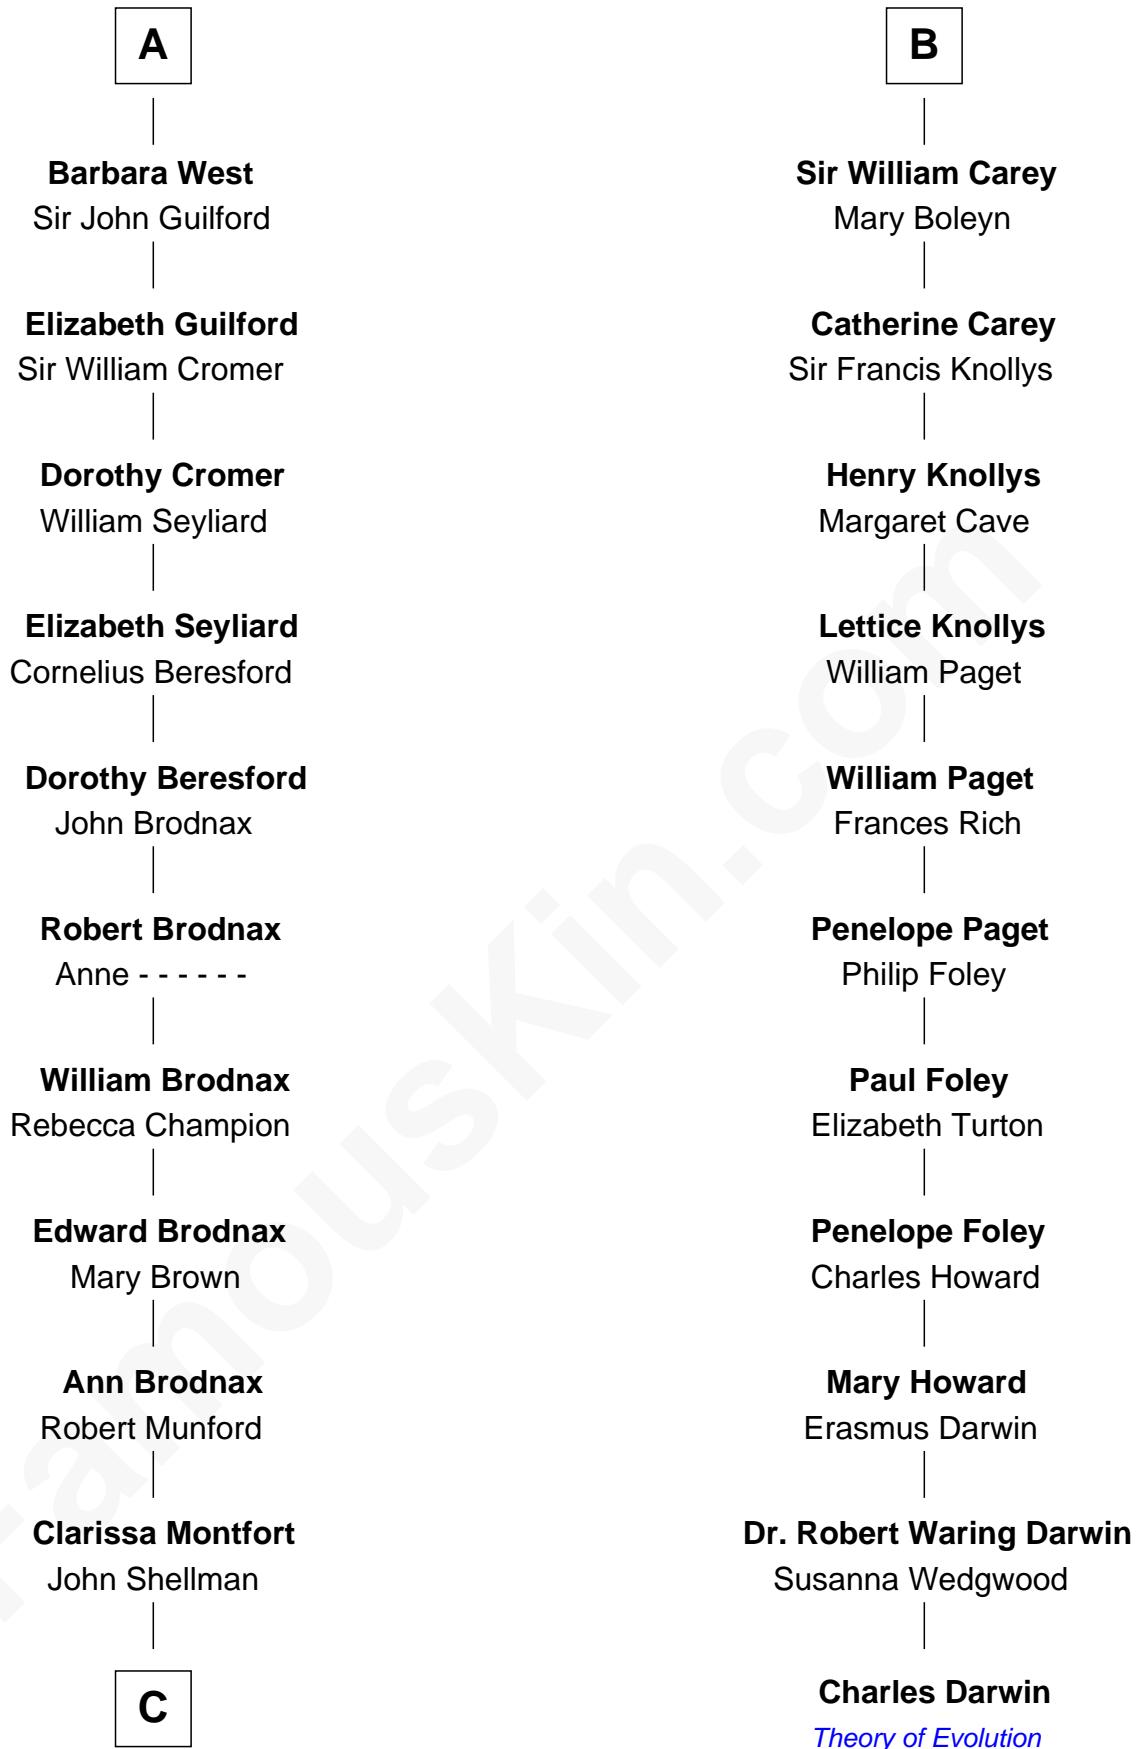 A
Barbara West
Sir John Guilford
Elizabeth Guilford
Sir William Cromer
Dorothy Cromer
William Seyliard
Elizabeth Seyliard
Cornelius Beresford
Dorothy Beresford
John Brodnax
Robert Brodnax
Anne - - - - - -
William Brodnax
Rebecca Champion
Edward Brodnax
Mary Brown
Ann Brodnax
Robert Munford
Clarissa Montfort
John Shellman
C
B
Sir William Carey
Mary Boleyn
Catherine Carey
Sir Francis Knollys
Henry Knollys
Margaret Cave
Lettice Knollys
William Paget
William Paget
Frances Rich
Penelope Paget
Philip Foley
Paul Foley
Elizabeth Turton
Penelope Foley
Charles Howard
Mary Howard
Erasmus Darwin
Dr. Robert Waring Darwin
Susanna Wedgwood
Charles Darwin
Theory of Evolution
FamousKin.com